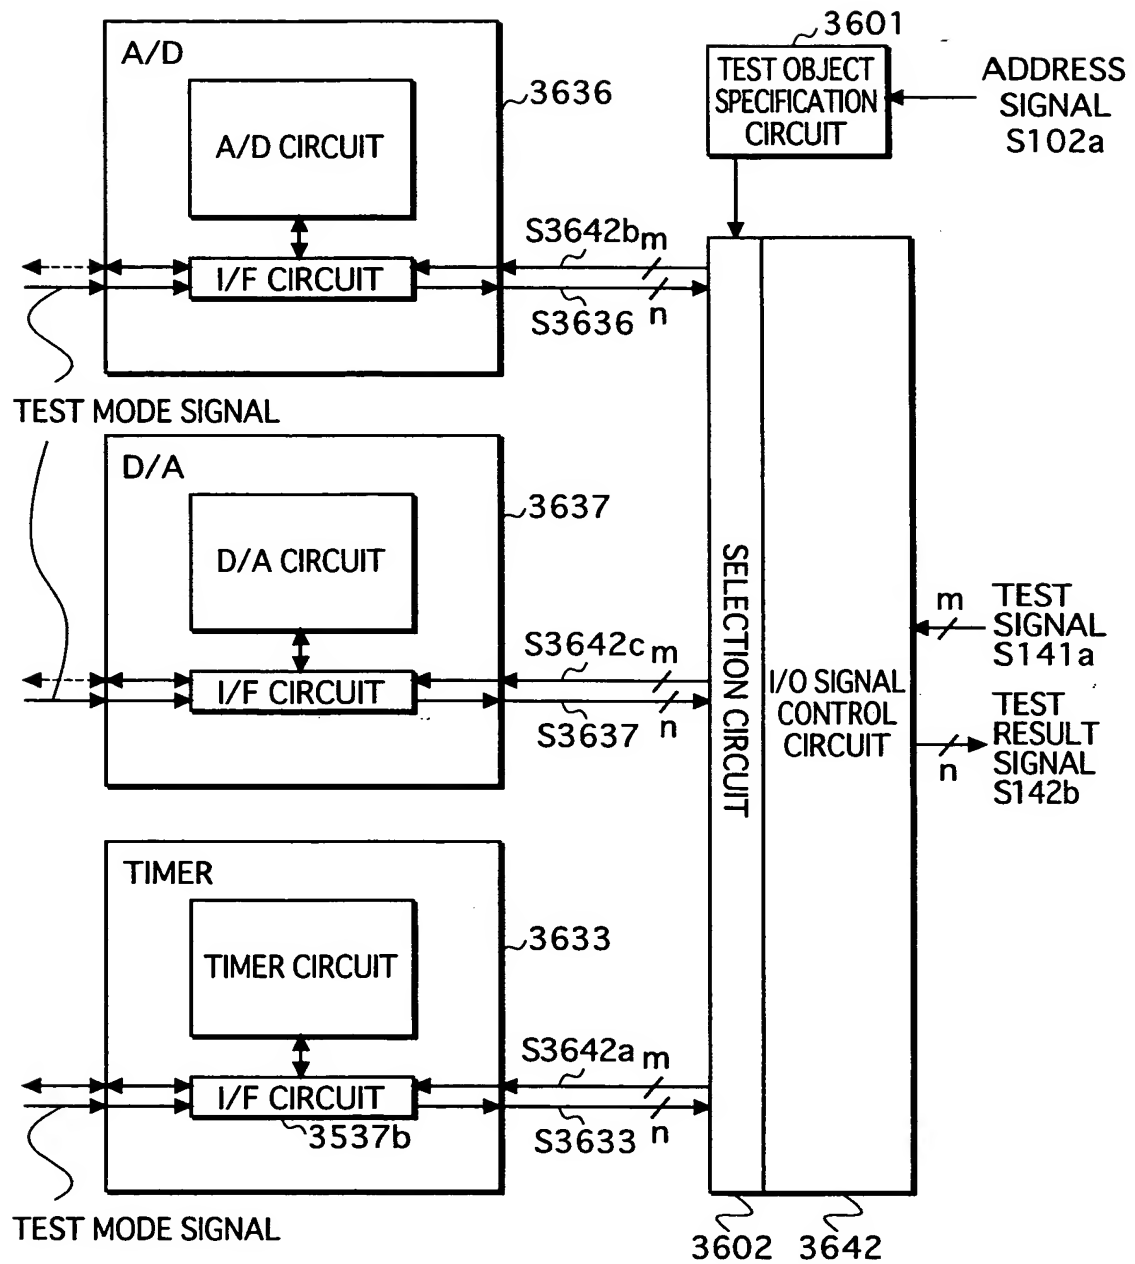 3601
A/D
TEST OBJECT
SPECIFICATION
CIRCUIT
ADDRESS
SIGNAL
S102a
3636
A/D CIRCUIT
S3642b
m
I/F CIRCUIT
S3636
n
TEST MODE SIGNAL
D/A
3637
D/A CIRCUIT
S3642c
m
I/F CIRCUIT
S3637
n
SELECTION CIRCUIT
I/O SIGNAL
CONTROL
CIRCUIT
m
TEST
SIGNAL
S141a
n
TEST
RESULT
SIGNAL
S142b
TIMER
3633
TIMER CIRCUIT
S3642a
m
I/F CIRCUIT
3537b
S3633
n
TEST MODE SIGNAL
3602
3642